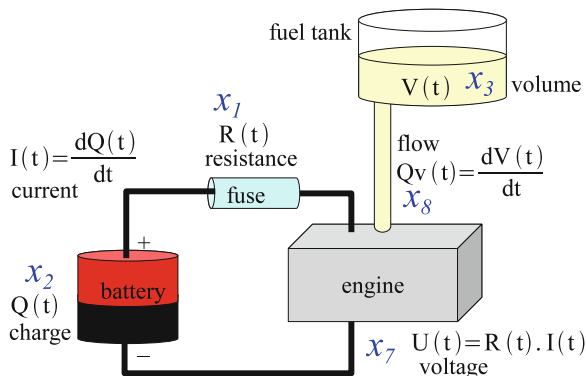 fuel tank
V(t) x₃ volume
x₁
R(t)
resistance
I(t)=dQ(t)/dt
current
flow
Qv(t)=dV(t)/dt
x₈
fuse
+
x₂
battery
engine
Q(t)
charge
−
x₇ U(t)=R(t).I(t)
voltage